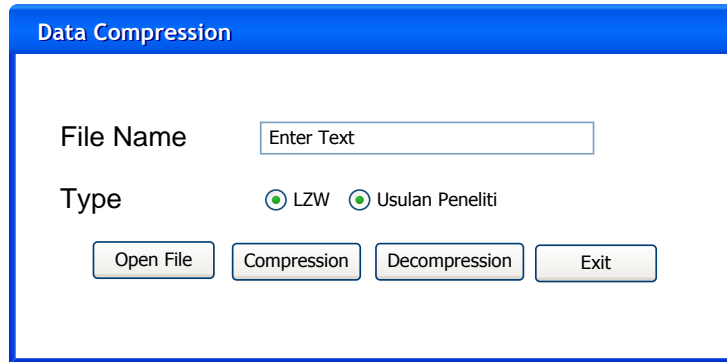 Data Compression
File Name Enter Text
Type LZW Usulan Peneliti
Open File Compression Decompression Exit